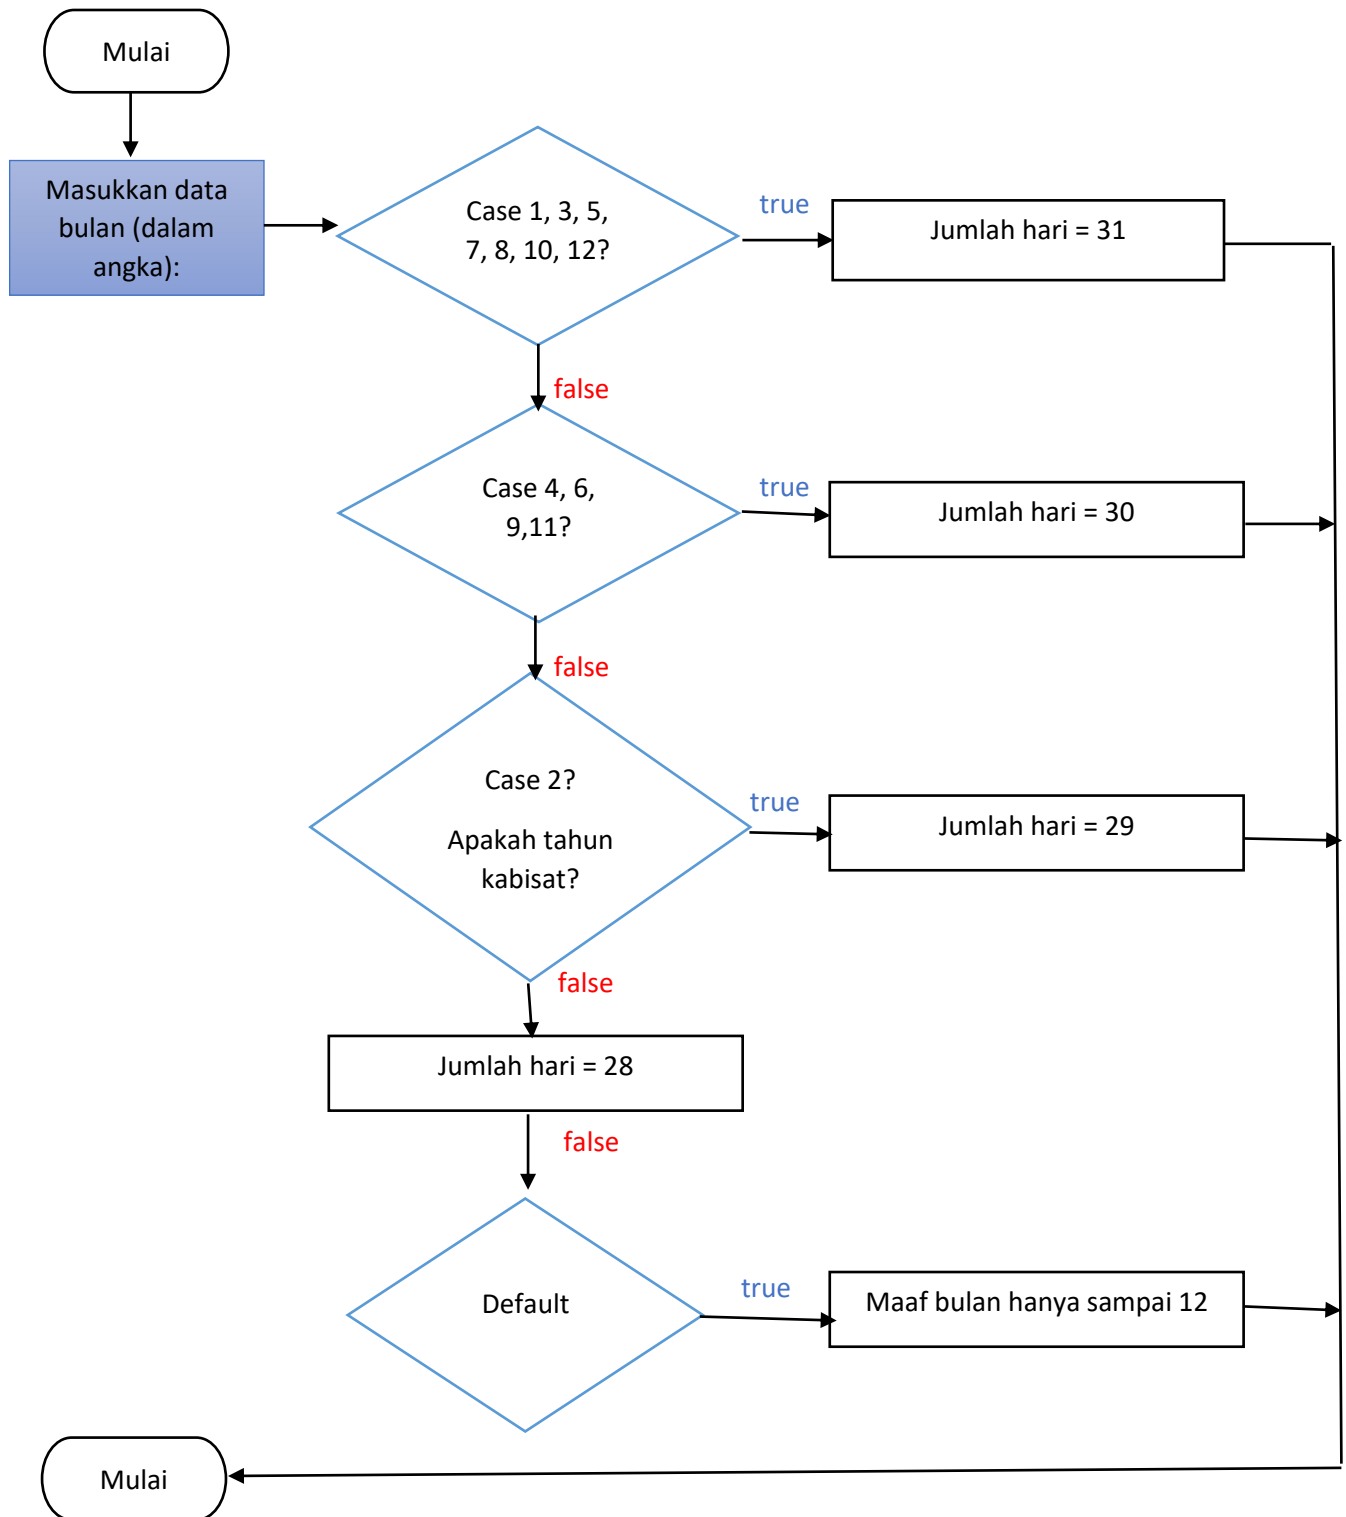 Mulai
Masukkan data
bulan (dalam
angka):
Case 1, 3, 5,
7, 8, 10, 12?
true
Jumlah hari = 31
false
Case 4, 6,
9,11?
true
Jumlah hari = 30
false
Case 2?
Apakah tahun
kabisat?
true
Jumlah hari = 29
false
Jumlah hari = 28
false
Default
true
Maaf bulan hanya sampai 12
Mulai